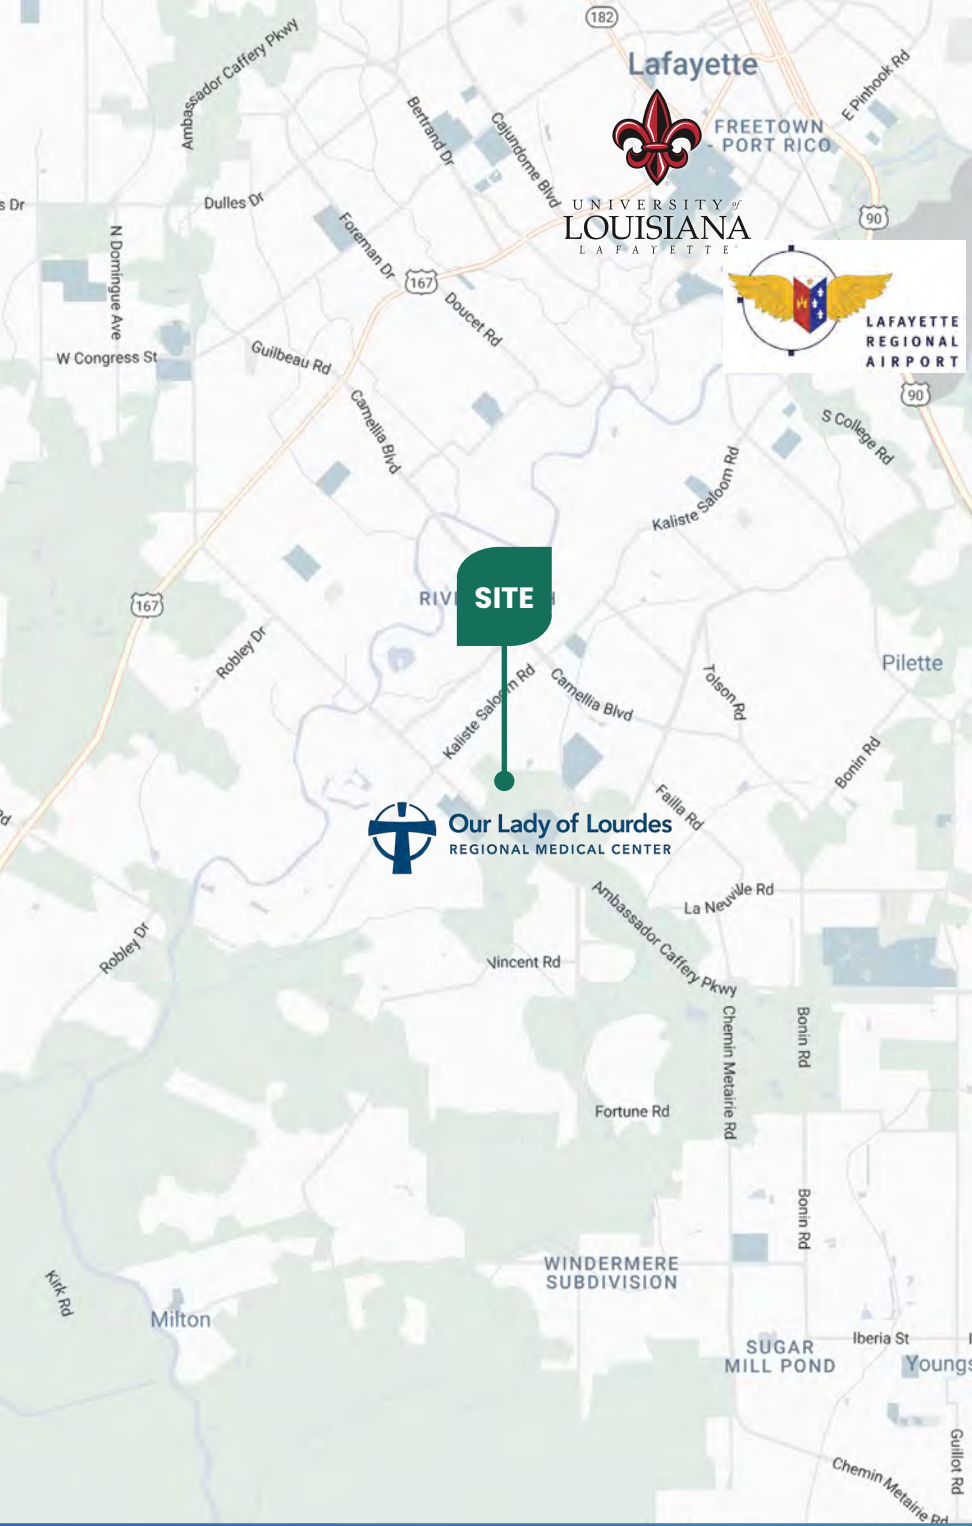 182
Ambassador Caffery Pkwy
Lafayette
E Pinhook Rd
Bertrand Dr
Cajundome Blvd
FREETOWN
- PORT RICO
s Dr
Dulles Dr
UNIVERSITY of
LOUISIANA
LAFAYETTE
90
N Domingue Ave
Foreman Dr
167
Doucet Rd
LAFAYETTE
REGIONAL
AIRPORT
W Congress St
Guilbeau Rd
90
Camellia Blvd
S College Rd
Kaliste Saloom Rd
RIV
SITE
H
167
Robley Dr
Pilette
Kaliste Saloom Rd
Camellia Blvd
Tolson Rd
Bonin Rd
Rd
Failla Rd
Our Lady of Lourdes
REGIONAL MEDICAL CENTER
La Neuville Rd
Ambassador Caffery Pkwy
Robley Dr
Vincent Rd
Chemin Metairie Rd
Bonin Rd
Fortune Rd
Bonin Rd
WINDERMERE
SUBDIVISION
Kirk Rd
Milton
Iberia St
SUGAR
MILL POND
Youngs
Guillot Rd
Chemin Metairie Rd